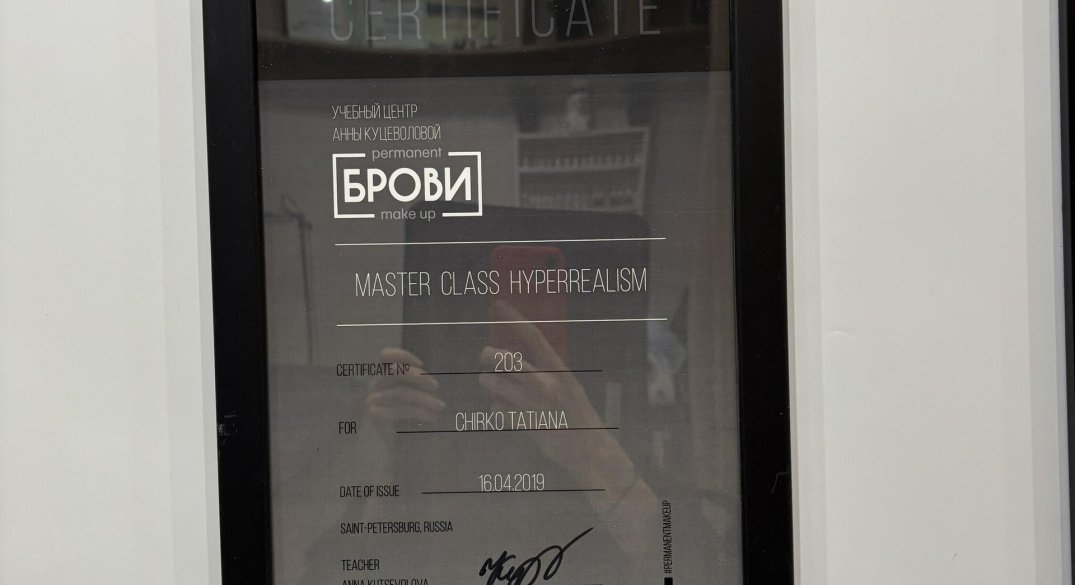 CERTIFICATE
УЧЕБНЫЙ ЦЕНТР
АННЫ КУЦЕВОЛОВОЙ
permanent
БРОВИ
make up
MASTER CLASS HYPERREALISM
CERTIFICATE № 203
FOR CHIRKO TATIANA
DATE OF ISSUE 16.04.2019
SAINT-PETERSBURG, RUSSIA
TEACHER
ANNA KUTSEVOLOVA
#PERMANENTMAKEUP